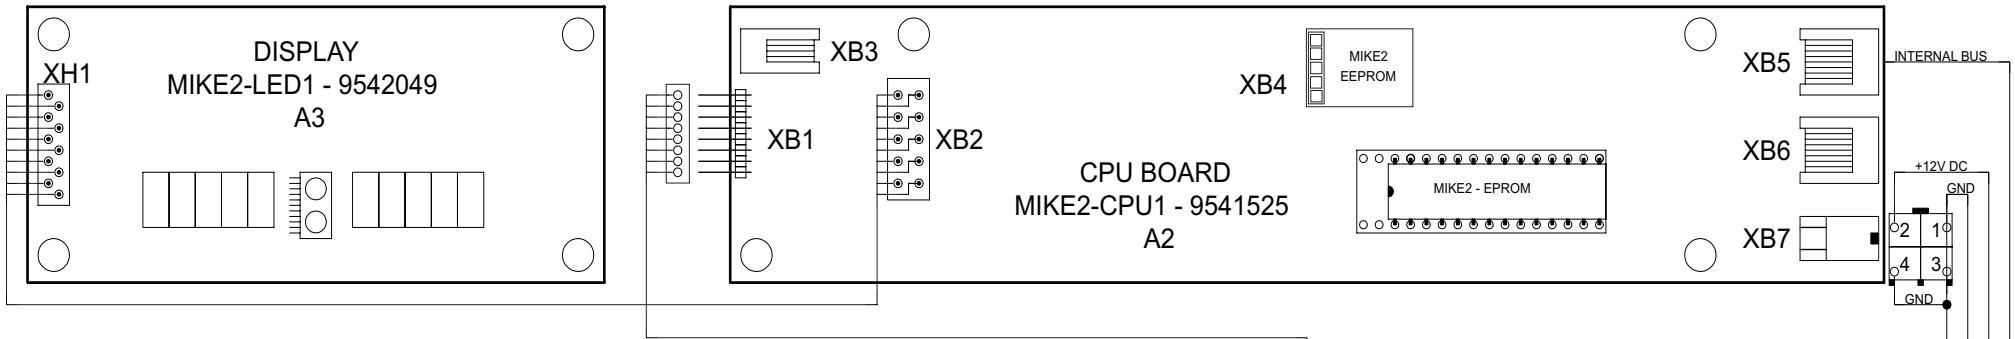 XH1
DISPLAY
MIKE2-LED1 - 9542049
A3
XB3
XB1
XB2
XB4
MIKE2
EEPROM
CPU BOARD
MIKE2-CPU1 - 9541525
A2
MIKE2 - EPROM
XB5
XB6
XB7
INTERNAL BUS
+12V DC
GND
2 1
4 3
GND